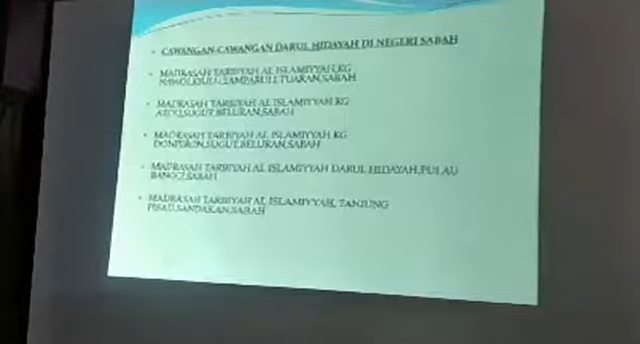 CAWANGAN-CAWANGAN DARUL HIDAYAH DI NEGERI SABAH
MADRASAH TARBIYAH AL ISLAMIYYAH, KG
TAMPARULI, TUARAN, SABAH
MADRASAH TARBIYAH AL ISLAMIYYAH KG
SUGUT, BELURAN, SABAH
MADRASAH TARBIYAH AL ISLAMIYYAH, KG
SUGUT, BELURAN, SABAH
MADRASAH TARBIYAH AL ISLAMIYYAH DARUL HIDAYAH, PULAU
BANGGI, SABAH
MADRASAH TARBIYAH AL ISLAMIYYAH, TANJUNG
PISAU, SANDAKAN, SABAH